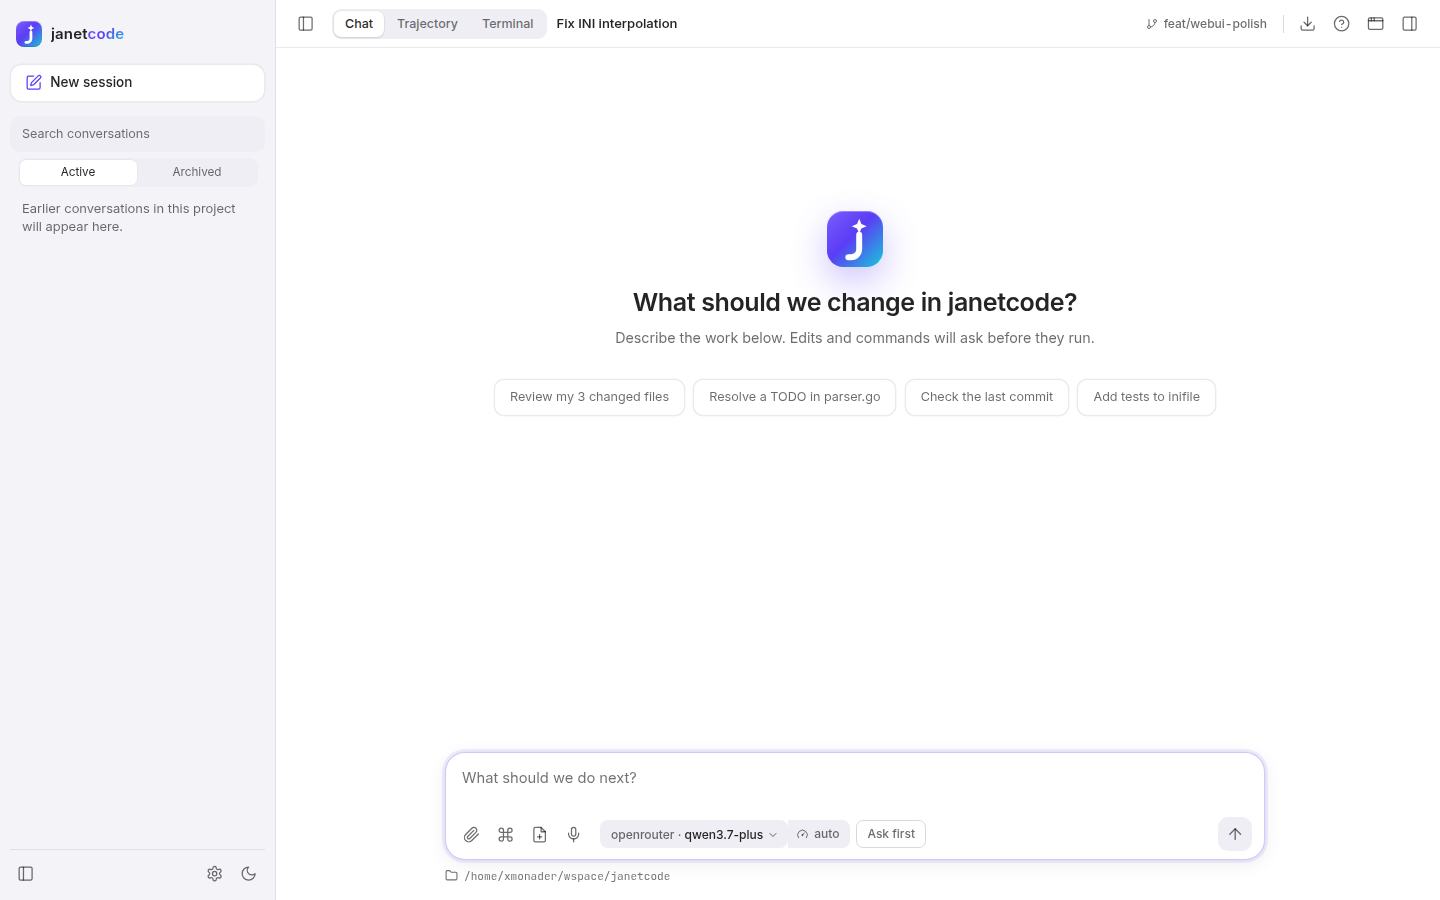 janetcode
New session
Search conversations
Active
Archived
Earlier conversations in this project
will appear here.
Chat
Trajectory
Terminal
Fix INI interpolation
feat/webui-polish
What should we change in janetcode?
Describe the work below. Edits and commands will ask before they run.
Review my 3 changed files
Resolve a TODO in parser.go
Check the last commit
Add tests to inifile
What should we do next?
openrouter · qwen3.7-plus
auto
Ask first
/home/xmonader/wspace/janetcode